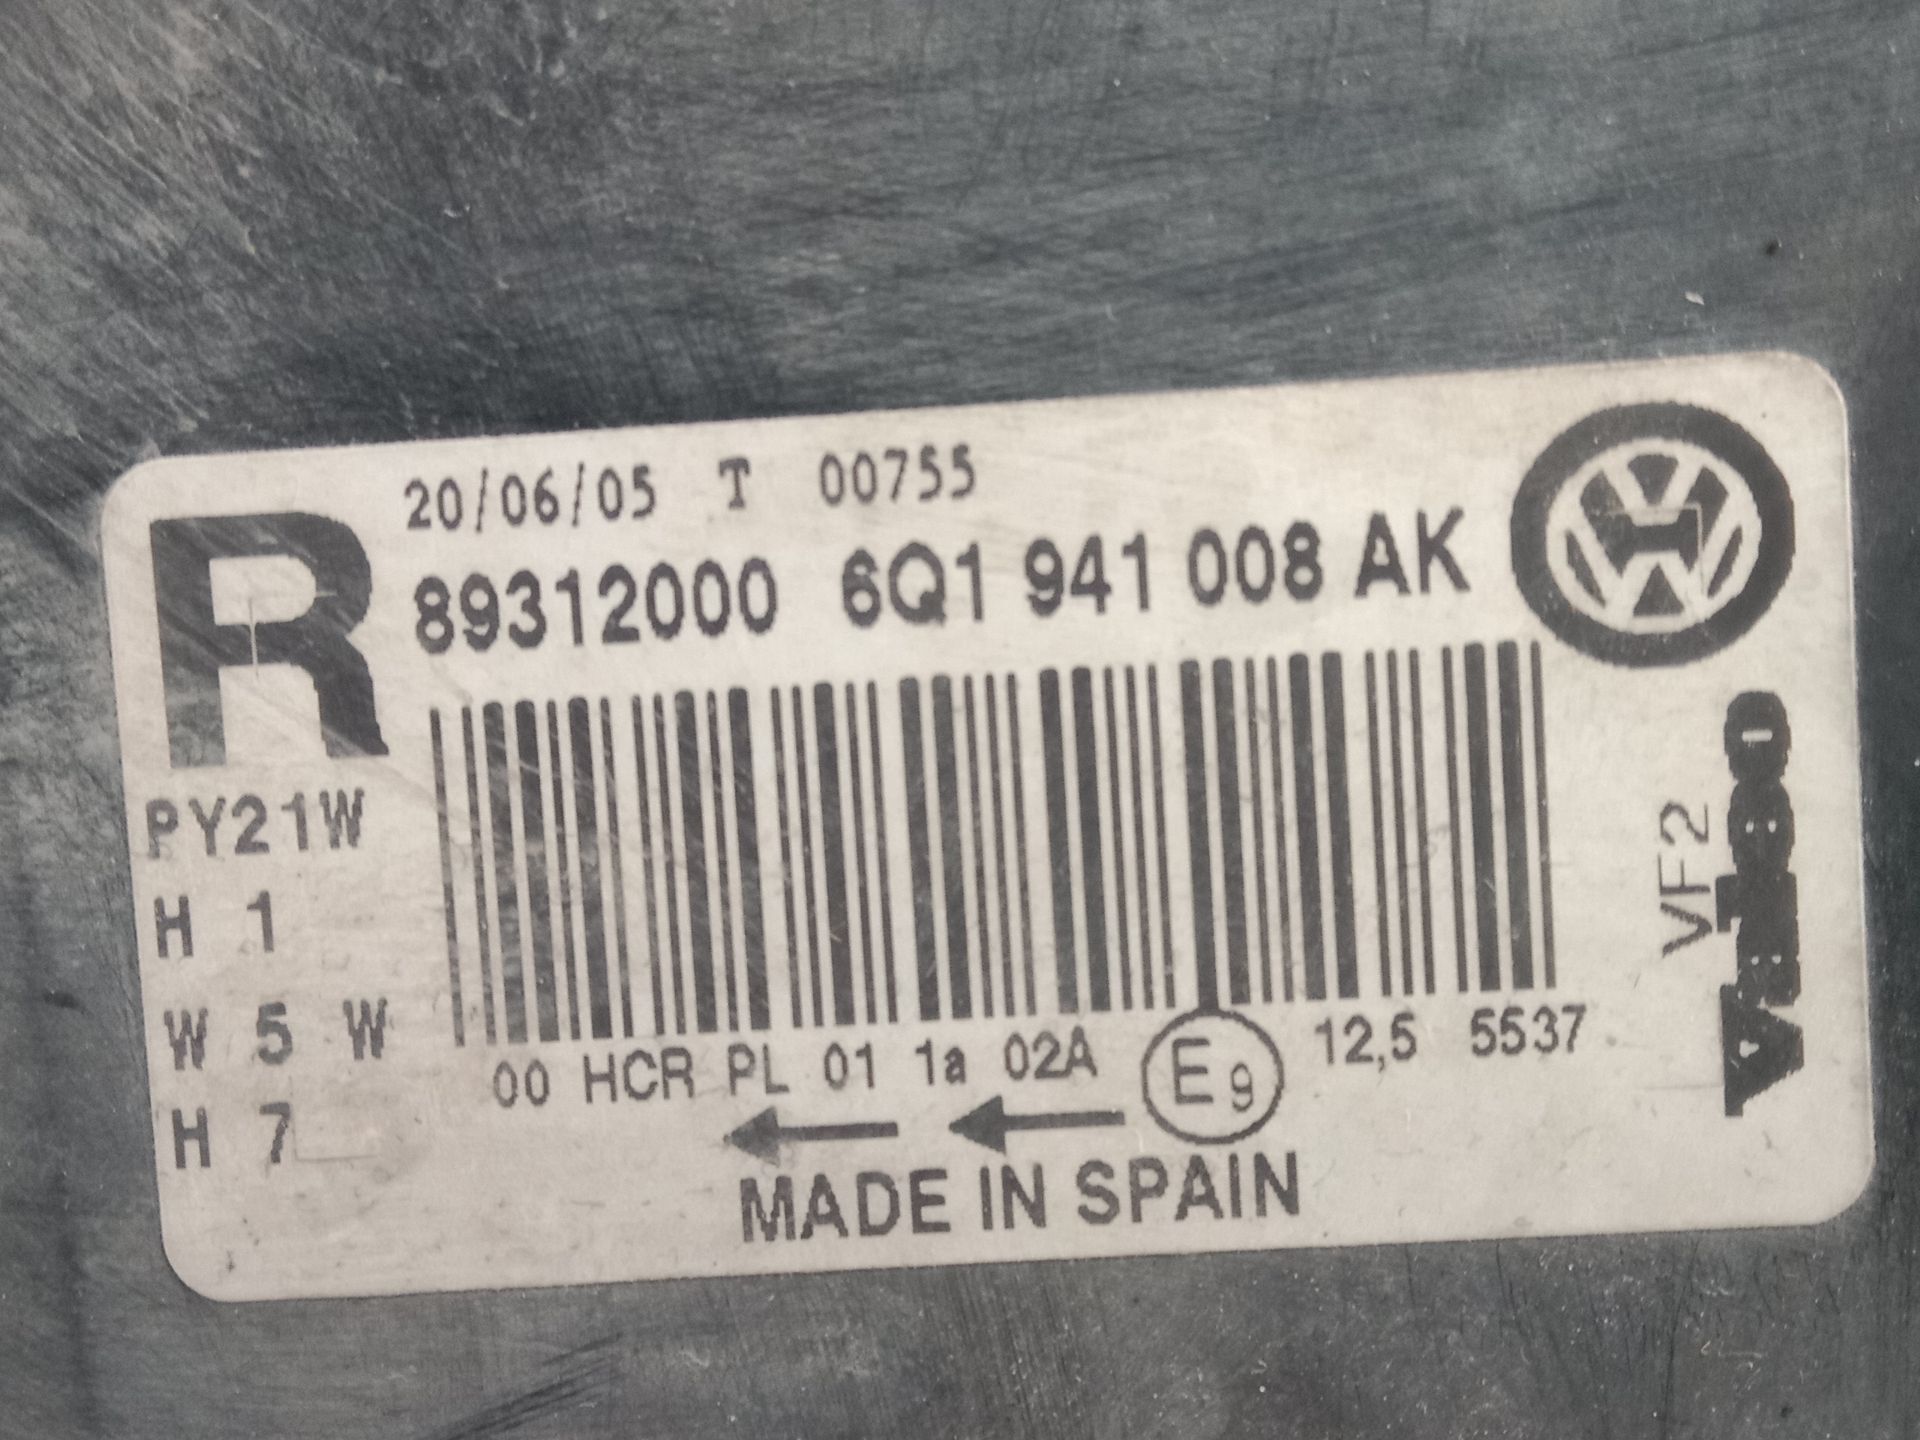 20/06/05 T 00755
R
89312000 6Q1 941 008 AK
PY21W
H 1
W 5 W
H 7
00 HCR PL 01 1a 02A E9 12,5 5537
MADE IN SPAIN
VF2
Valeo